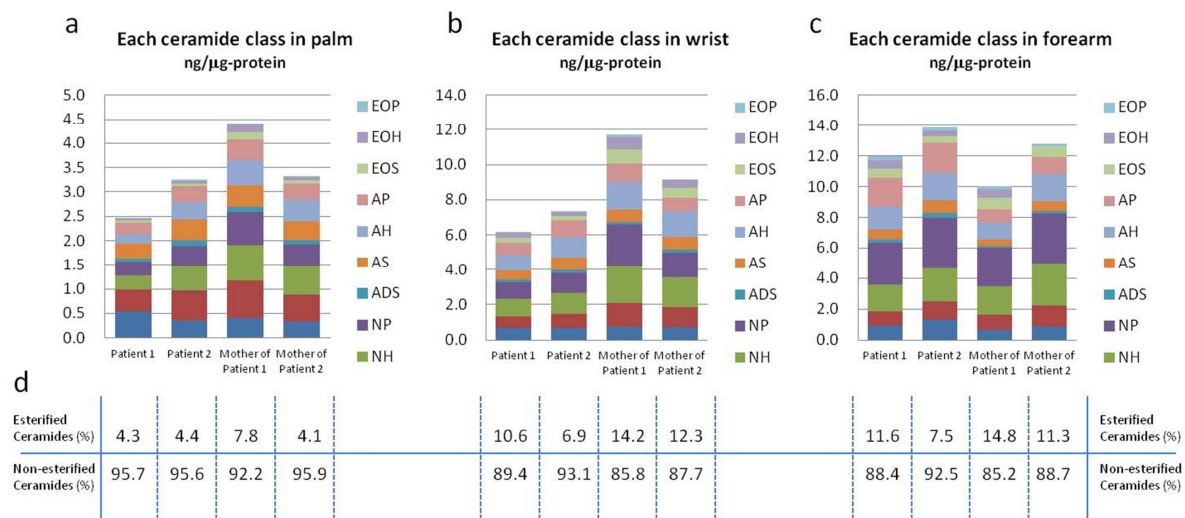 a
Each ceramide class in palm
ng/µg-protein
5.0
4.5
4.0
3.5
3.0
2.5
2.0
1.5
1.0
0.5
0.0
EOP
EOH
EOS
AP
AH
AS
ADS
NP
NH
Patient 1
Patient 2
Mother of
Patient 1
Mother of
Patient 2
b
Each ceramide class in wrist
ng/µg-protein
14.0
12.0
10.0
8.0
6.0
4.0
2.0
0.0
EOP
EOH
EOS
AP
AH
AS
ADS
NP
NH
Patient 1
Patient 2
Mother of
Patient 1
Mother of
Patient 2
c
Each ceramide class in forearm
ng/µg-protein
16.0
14.0
12.0
10.0
8.0
6.0
4.0
2.0
0.0
EOP
EOH
EOS
AP
AH
AS
ADS
NP
NH
Patient 1
Patient 2
Mother of
Patient 1
Mother of
Patient 2
d
Esterified
Ceramides (%)
4.3 4.4 7.8 4.1 10.6 6.9 14.2 12.3 11.6 7.5 14.8 11.3
Esterified
Ceramides (%)
Non-esterified
Ceramides (%)
95.7 95.6 92.2 95.9 89.4 93.1 85.8 87.7 88.4 92.5 85.2 88.7
Non-esterified
Ceramides (%)